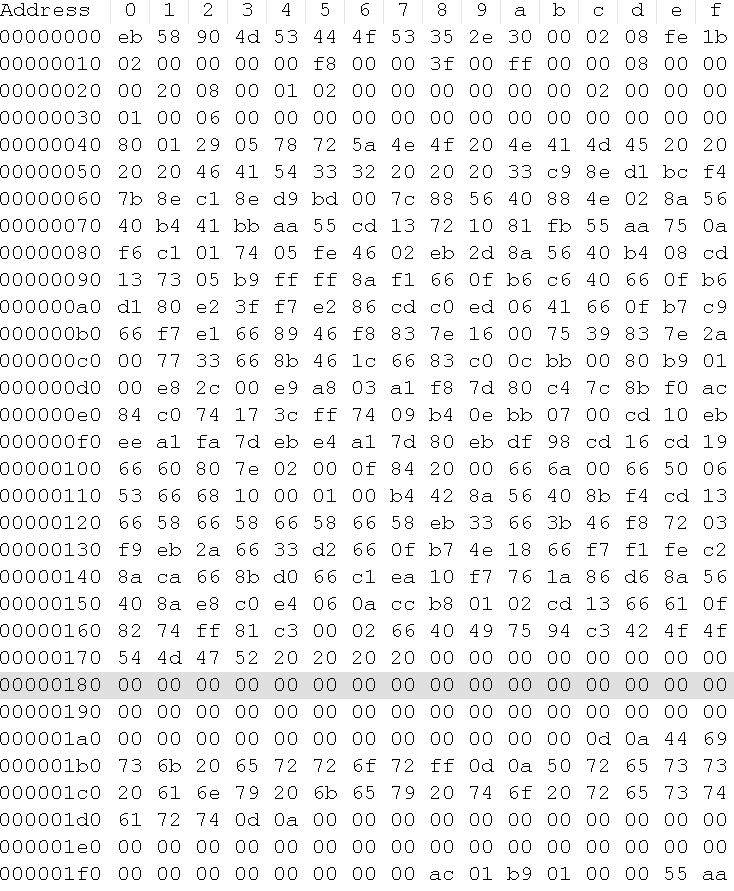 Address 0 1 2 3 4 5 6 7 8 9 a b c d e f
00000000 eb 58 90 4d 53 44 4f 53 35 2e 30 00 02 08 fe 1b
00000010 02 00 00 00 00 f8 00 00 3f 00 ff 00 00 08 00 00
00000020 00 20 08 00 01 02 00 00 00 00 00 00 02 00 00 00
00000030 01 00 06 00 00 00 00 00 00 00 00 00 00 00 00 00
00000040 80 01 29 05 78 72 5a 4e 4f 20 4e 41 4d 45 20 20
00000050 20 20 46 41 54 33 32 20 20 20 33 c9 8e d1 bc f4
00000060 7b 8e c1 8e d9 bd 00 7c 88 56 40 88 4e 02 8a 56
00000070 40 b4 41 bb aa 55 cd 13 72 10 81 fb 55 aa 75 0a
00000080 f6 c1 01 74 05 fe 46 02 eb 2d 8a 56 40 b4 08 cd
00000090 13 73 05 b9 ff ff 8a f1 66 0f b6 c6 40 66 0f b6
000000a0 d1 80 e2 3f f7 e2 86 cd c0 ed 06 41 66 0f b7 c9
000000b0 66 f7 e1 66 89 46 f8 83 7e 16 00 75 39 83 7e 2a
000000c0 00 77 33 66 8b 46 1c 66 83 c0 0c bb 00 80 b9 01
000000d0 00 e8 2c 00 e9 a8 03 a1 f8 7d 80 c4 7c 8b f0 ac
000000e0 84 c0 74 17 3c ff 74 09 b4 0e bb 07 00 cd 10 eb
000000f0 ee a1 fa 7d eb e4 a1 7d 80 eb df 98 cd 16 cd 19
00000100 66 60 80 7e 02 00 0f 84 20 00 66 6a 00 66 50 06
00000110 53 66 68 10 00 01 00 b4 42 8a 56 40 8b f4 cd 13
00000120 66 58 66 58 66 58 66 58 eb 33 66 3b 46 f8 72 03
00000130 f9 eb 2a 66 33 d2 66 0f b7 4e 18 66 f7 f1 fe c2
00000140 8a ca 66 8b d0 66 c1 ea 10 f7 76 1a 86 d6 8a 56
00000150 40 8a e8 c0 e4 06 0a cc b8 01 02 cd 13 66 61 0f
00000160 82 74 ff 81 c3 00 02 66 40 49 75 94 c3 42 4f 4f
00000170 54 4d 47 52 20 20 20 20 00 00 00 00 00 00 00 00
00000180 00 00 00 00 00 00 00 00 00 00 00 00 00 00 00 00
00000190 00 00 00 00 00 00 00 00 00 00 00 00 00 00 00 00
000001a0 00 00 00 00 00 00 00 00 00 00 00 00 0d 0a 44 69
000001b0 73 6b 20 65 72 72 6f 72 ff 0d 0a 50 72 65 73 73
000001c0 20 61 6e 79 20 6b 65 79 20 74 6f 20 72 65 73 74
000001d0 61 72 74 0d 0a 00 00 00 00 00 00 00 00 00 00 00
000001e0 00 00 00 00 00 00 00 00 00 00 00 00 00 00 00 00
000001f0 00 00 00 00 00 00 00 00 ac 01 b9 01 00 00 55 aa